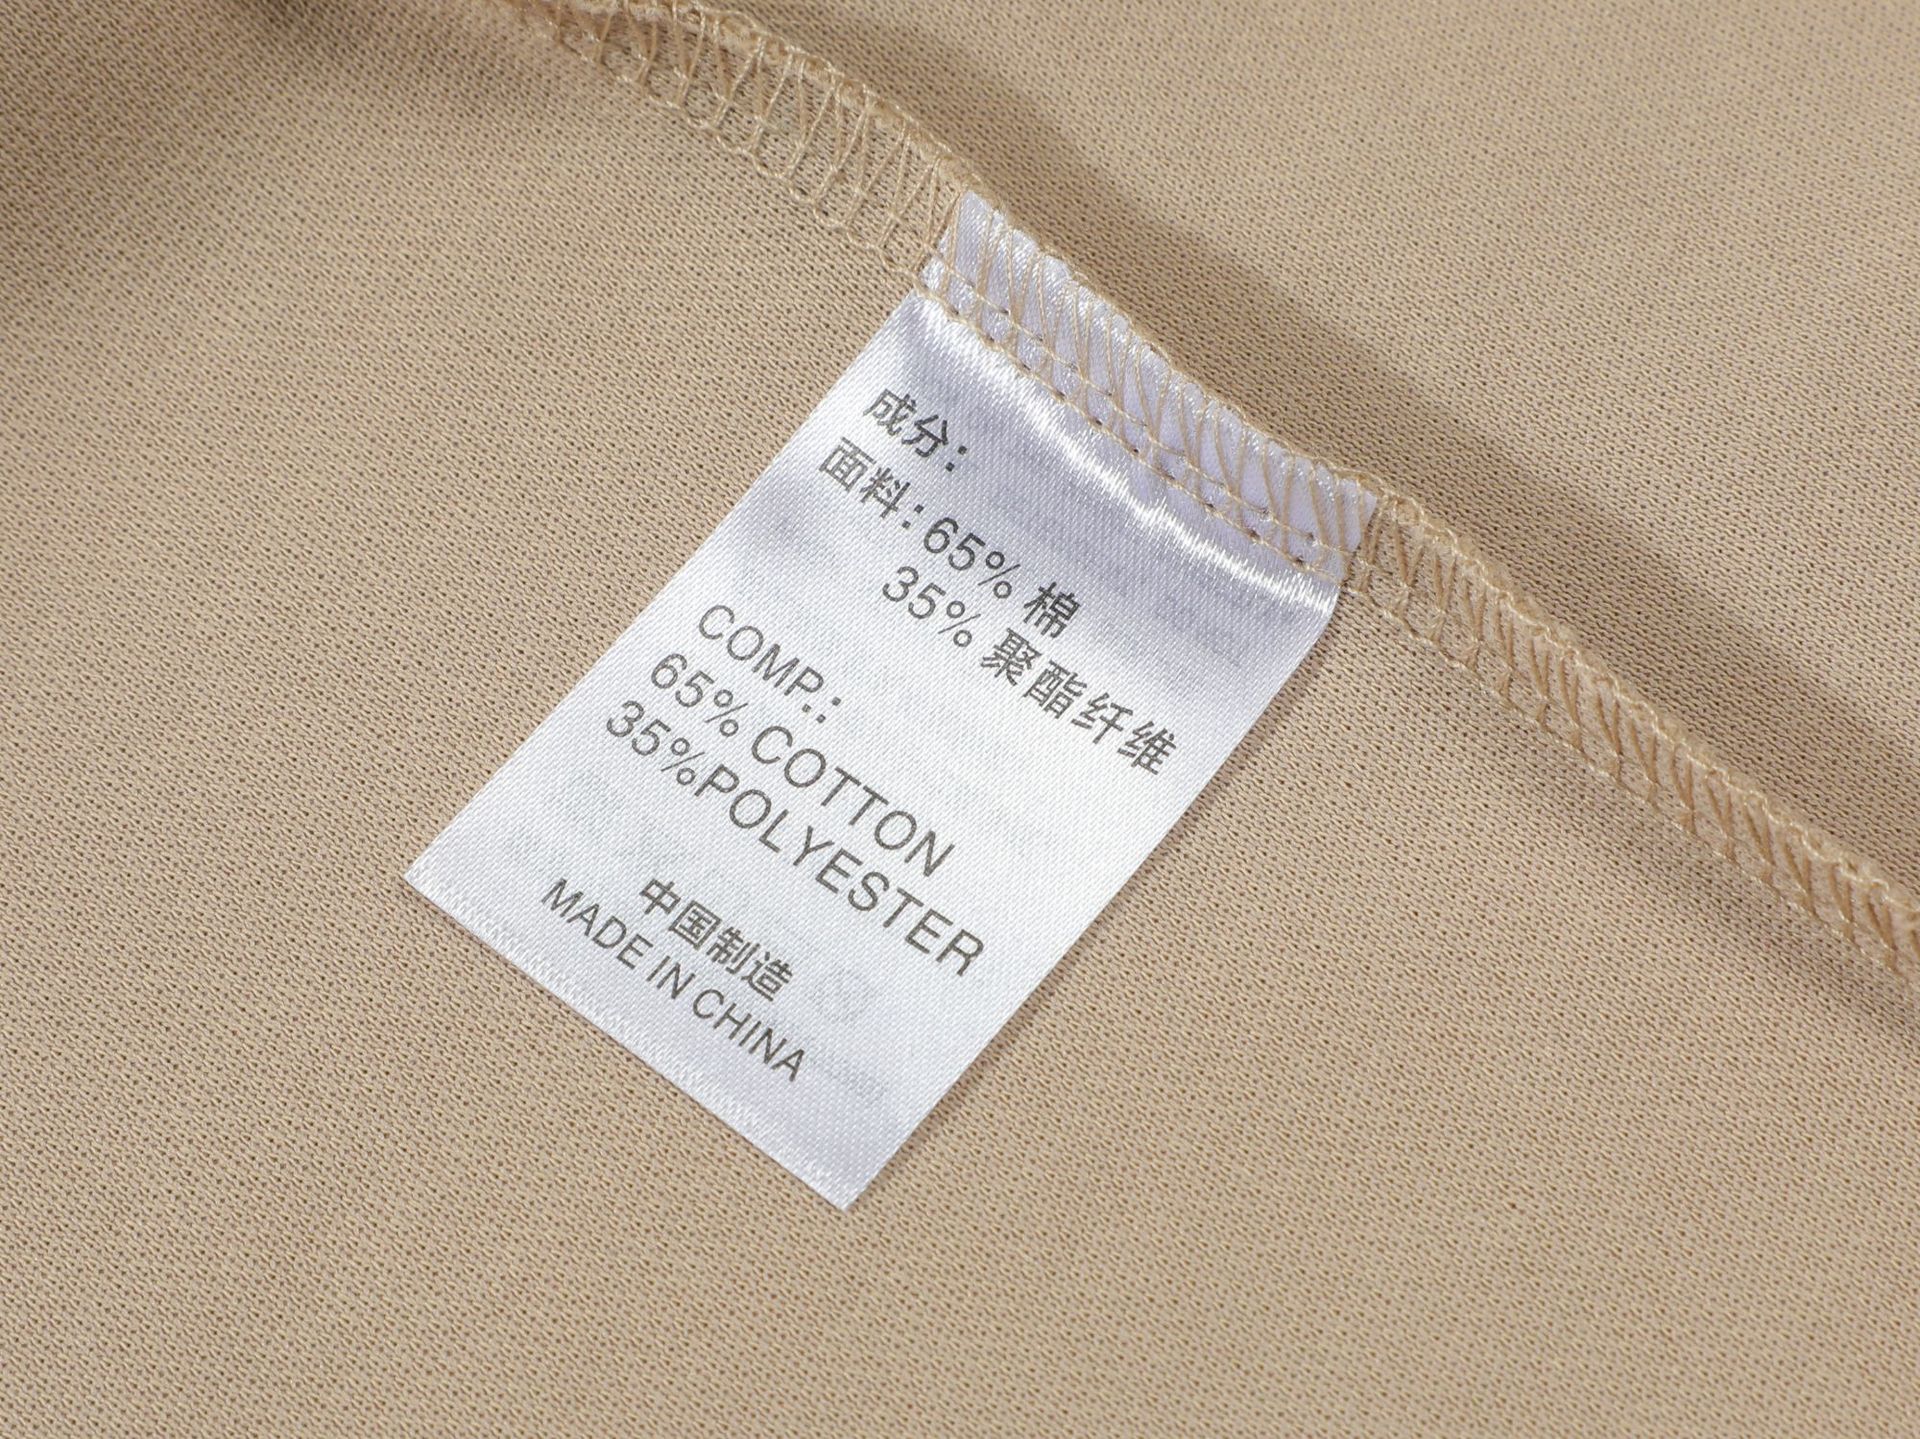 成分：
面料：65% 棉
35% 聚酯纤维
COMP.:
65% COTTON
35%POLYESTER
中国制造
MADE IN CHINA